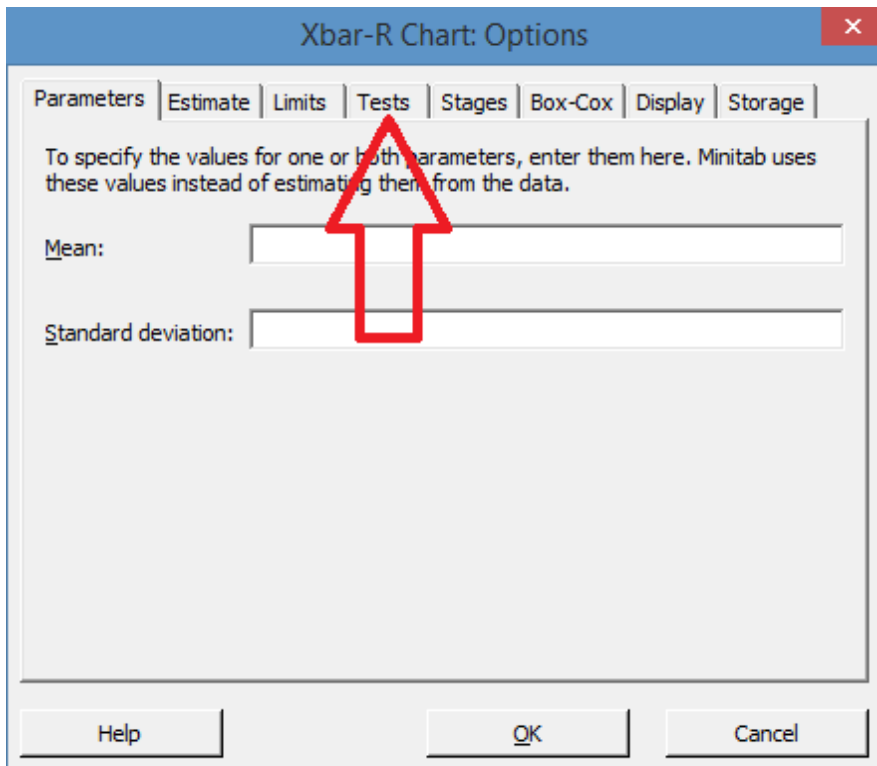 Xbar-R Chart: Options
Parameters Estimate Limits Tests Stages Box-Cox Display Storage
To specify the values for one or both parameters, enter them here. Minitab uses
these values instead of estimating them from the data.
Mean:
Standard deviation:
Help OK Cancel